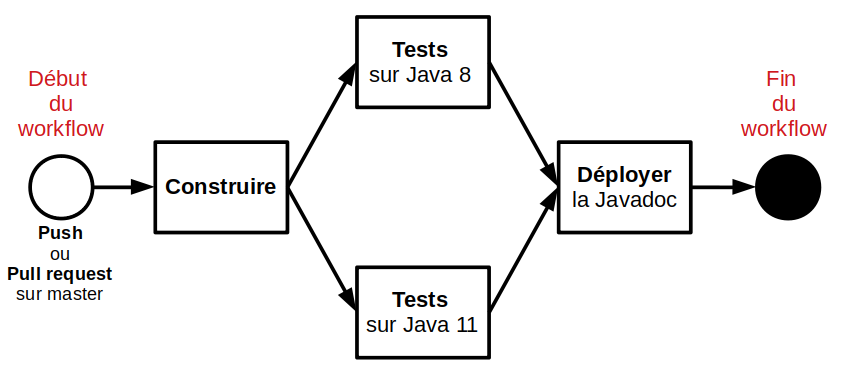 Début
du
workflow
Push
ou
Pull request
sur master
Construire
Tests
sur Java 8
Tests
sur Java 11
Déployer
la Javadoc
Fin
du
workflow